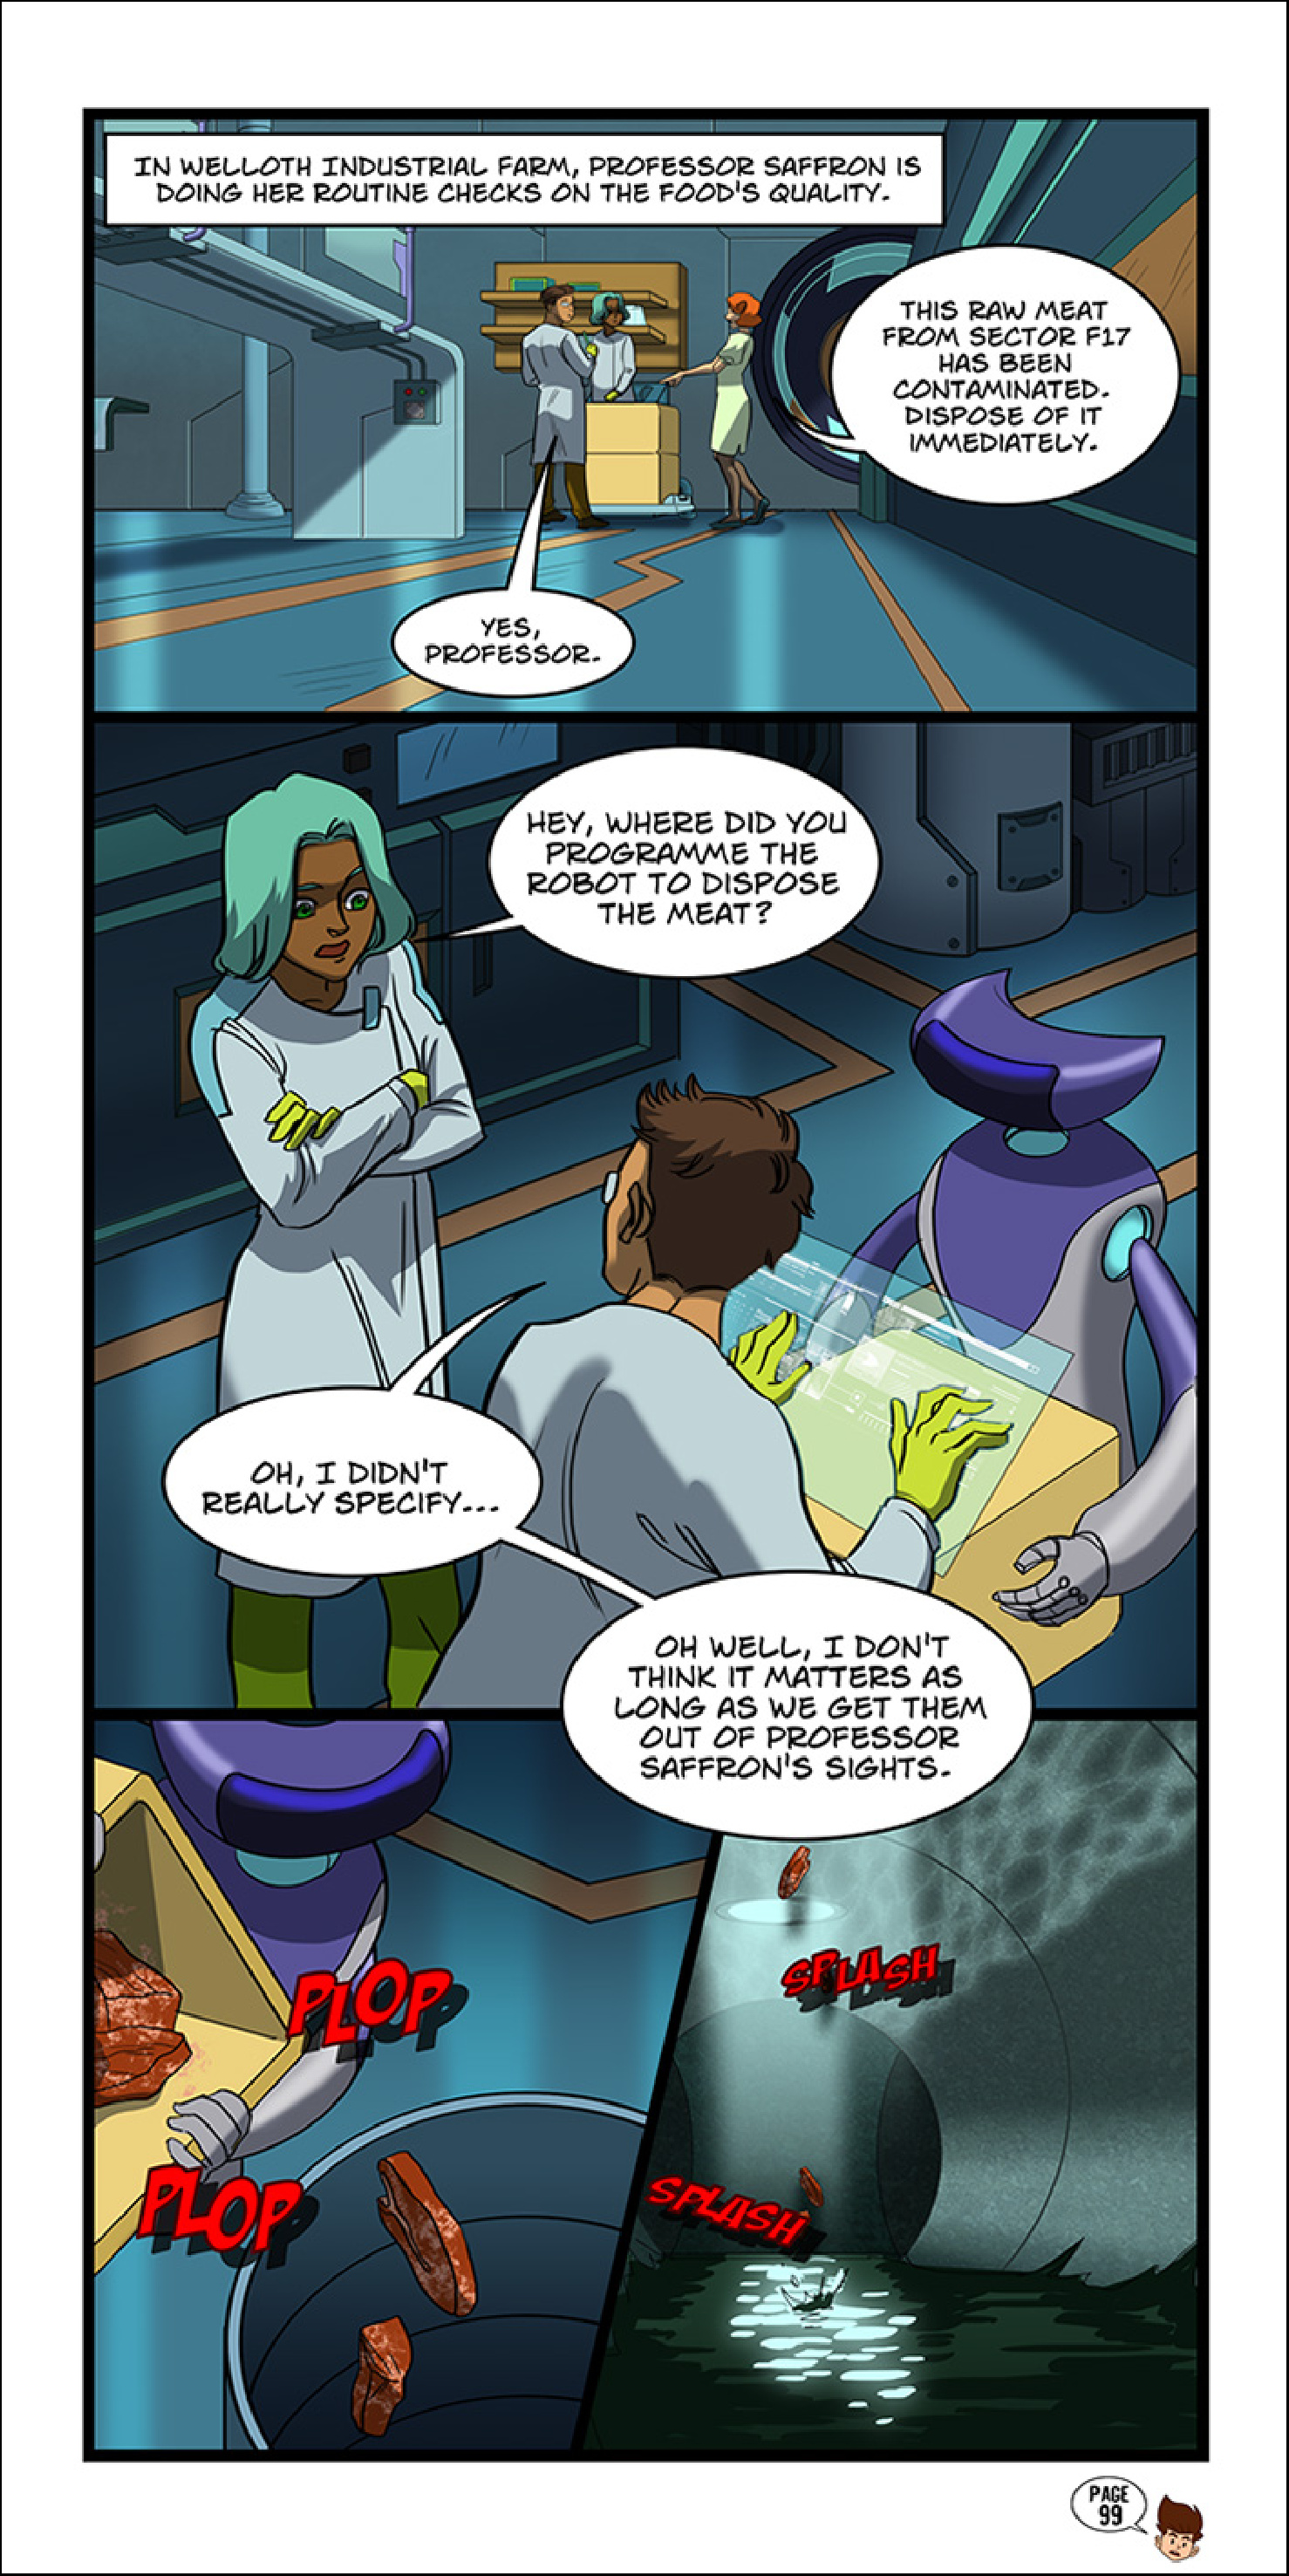 IN WELLOTH INDUSTRIAL FARM, PROFESSOR SAFFRON IS
DOING HER ROUTINE CHECKS ON THE FOOD'S QUALITY.
THIS RAW MEAT
FROM SECTOR F17
HAS BEEN
CONTAMINATED.
DISPOSE OF IT
IMMEDIATELY.
YES,
PROFESSOR.
HEY, WHERE DID YOU
PROGRAMME THE
ROBOT TO DISPOSE
THE MEAT?
OH, I DIDN'T
REALLY SPECIFY...
OH WELL, I DON'T
THINK IT MATTERS AS
LONG AS WE GET THEM
OUT OF PROFESSOR
SAFFRON'S SIGHTS.
PLOP
PLOP
SPLASH
SPLASH
PAGE
99